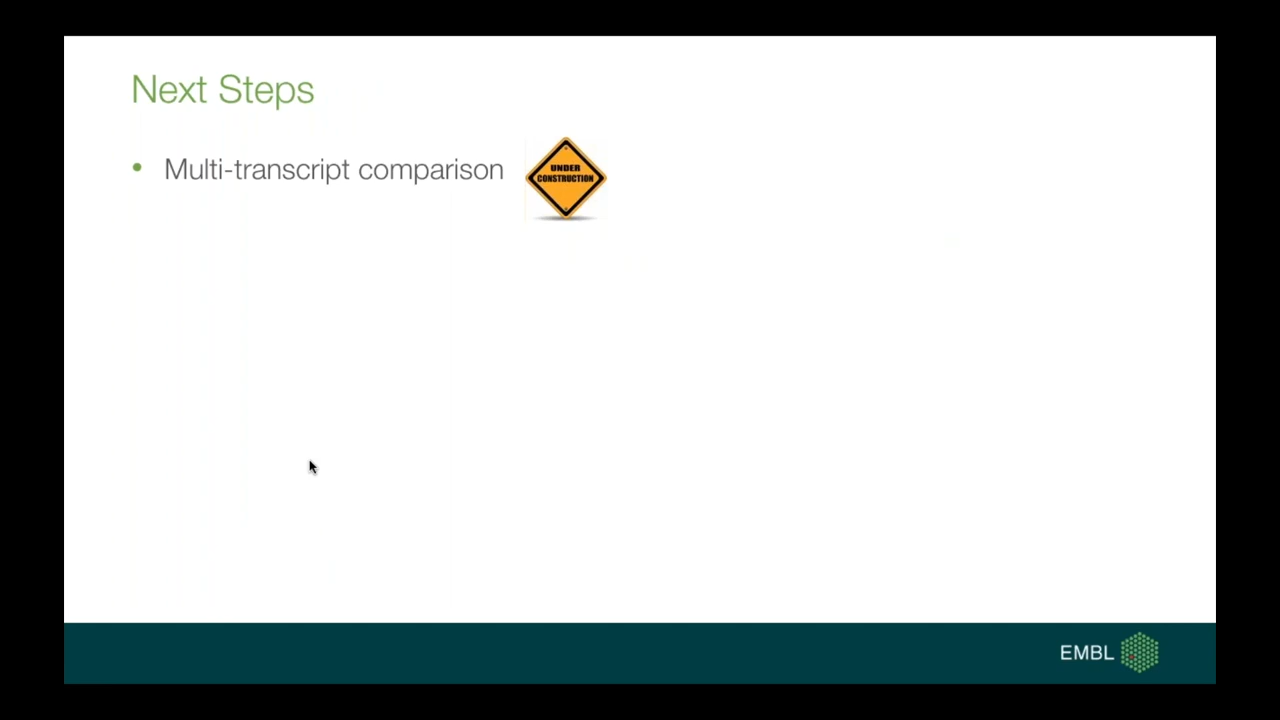 Next Steps
• Multi-transcript comparison
UNDER
CONSTRUCTION
EMBL